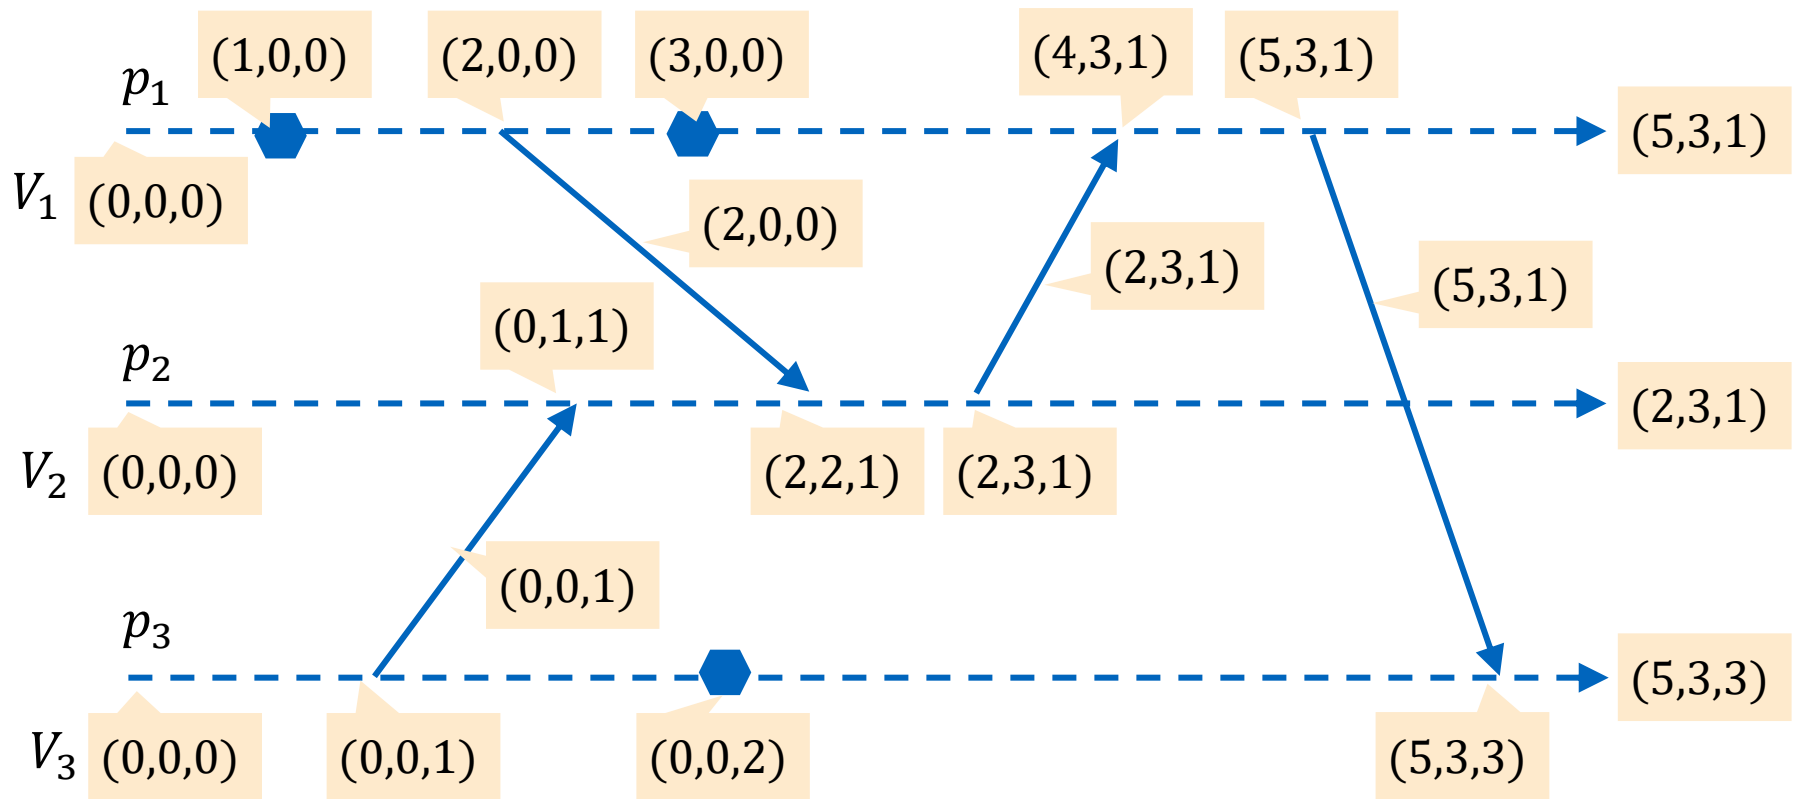 (1,0,0) (2,0,0) (3,0,0) (4,3,1) (5,3,1)
p₁
(5,3,1)
V₁ (0,0,0)
(2,0,0)
(2,3,1)
(5,3,1)
(0,1,1)
p₂
(2,3,1)
V₂ (0,0,0) (2,2,1) (2,3,1)
(0,0,1)
p₃
(5,3,3)
V₃ (0,0,0) (0,0,1) (0,0,2) (5,3,3)